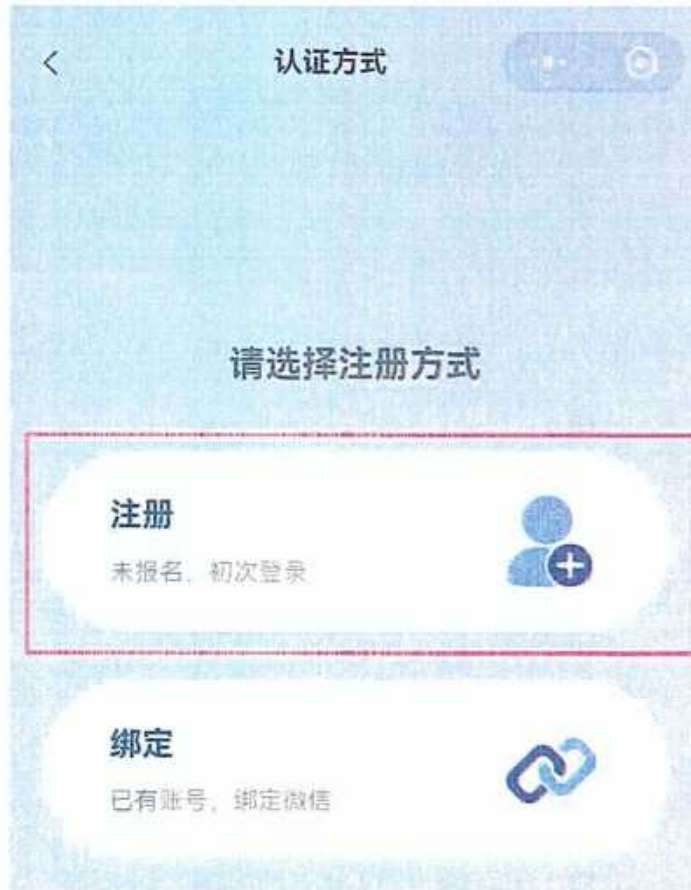 认证方式
请选择注册方式
注册
未报名、初次登录
绑定
已有账号，绑定微信